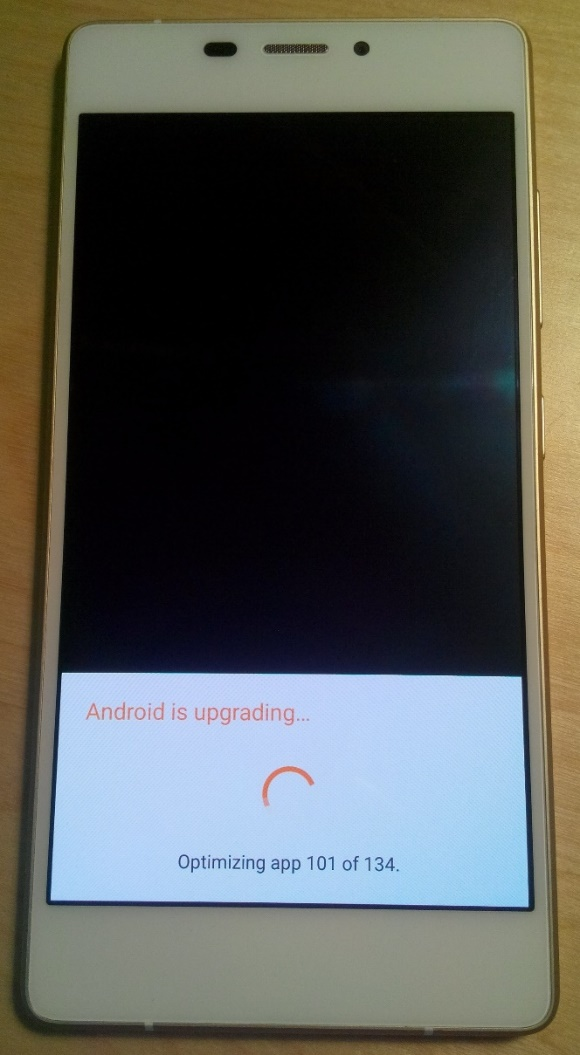 Android is upgrading...
Optimizing app 101 of 134.